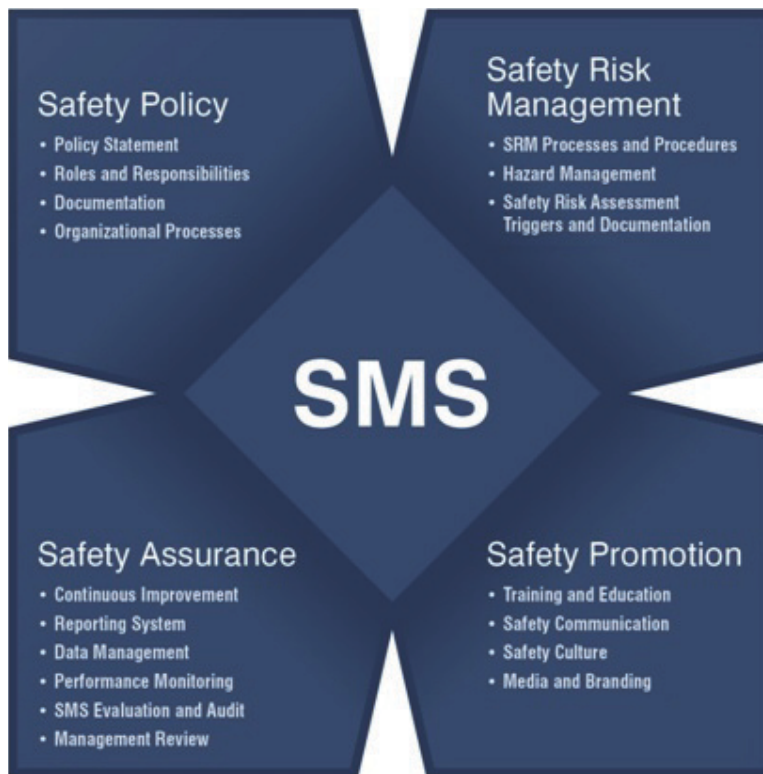 Safety Policy
• Policy Statement
• Roles and Responsibilities
• Documentation
• Organizational Processes
Safety Risk
Management
• SRM Processes and Procedures
• Hazard Management
• Safety Risk Assessment
Triggers and Documentation
SMS
Safety Assurance
• Continuous Improvement
• Reporting System
• Data Management
• Performance Monitoring
• SMS Evaluation and Audit
• Management Review
Safety Promotion
• Training and Education
• Safety Communication
• Safety Culture
• Media and Branding